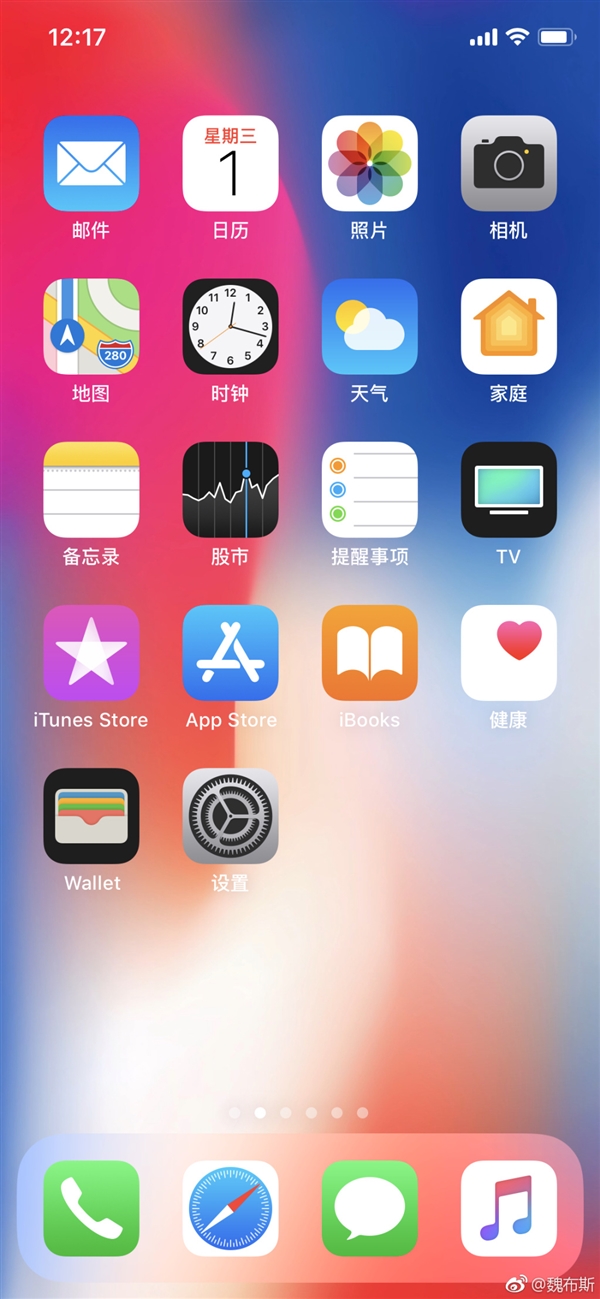 12:17
星期三
1
邮件
日历
照片
相机
280
12
11
1
10
2
9
3
8
4
7
5
6
地图
时钟
天气
家庭
备忘录
股市
提醒事项
TV
iTunes Store
App Store
iBooks
健康
Wallet
设置
@魏布斯